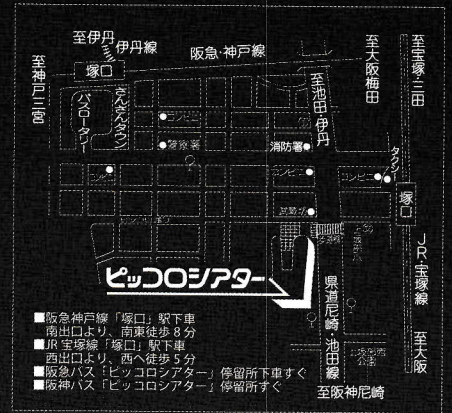 至伊丹
伊丹線
阪急・神戸線
塚口
至神戸三宮
バスロータリー
さんさんタウン
コンビニ
警察署
至池田・伊丹
消防署
至大阪梅田
至宝塚・三田
タクシー
コンビニ
コンビニ
塚口
JR・宝塚線
至大阪
ピッコロシアター
県道尼崎・池田線
至阪神尼崎
■阪急神戸線「塚口」駅下車
南出口より、南東徒歩8分
■JR宝塚線「塚口」駅下車
西出口より、西へ徒歩5分
■阪急バス「ピッコロシアター」停留所下車すぐ
■阪神バス「ピッコロシアター」停留所すぐ